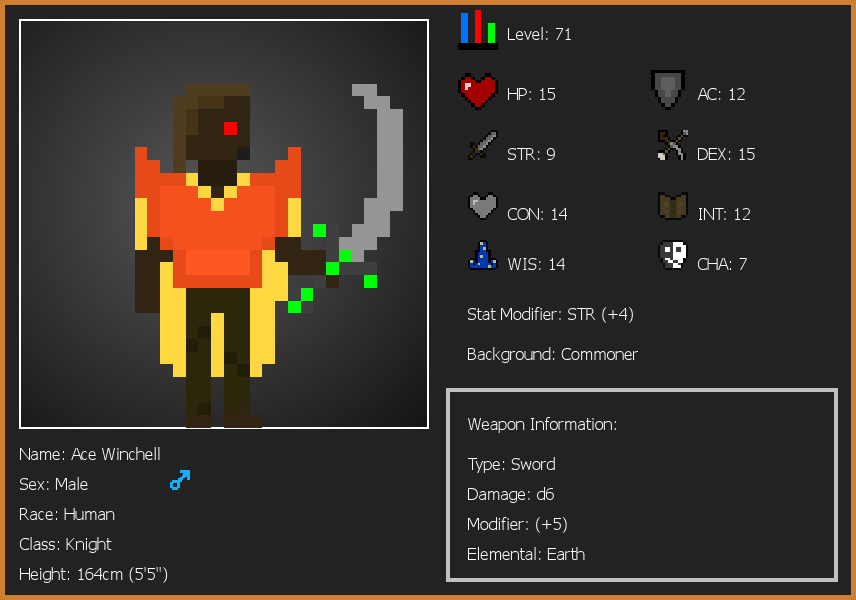 Level: 71
HP: 15
AC: 12
STR: 9
DEX: 15
CON: 14
INT: 12
WIS: 14
CHA: 7
Stat Modifier: STR (+4)
Background: Commoner
Weapon Information:
Type: Sword
Damage: d6
Modifier: (+5)
Elemental: Earth
Name: Ace Winchell
Sex: Male
Race: Human
Class: Knight
Height: 164cm (5'5")